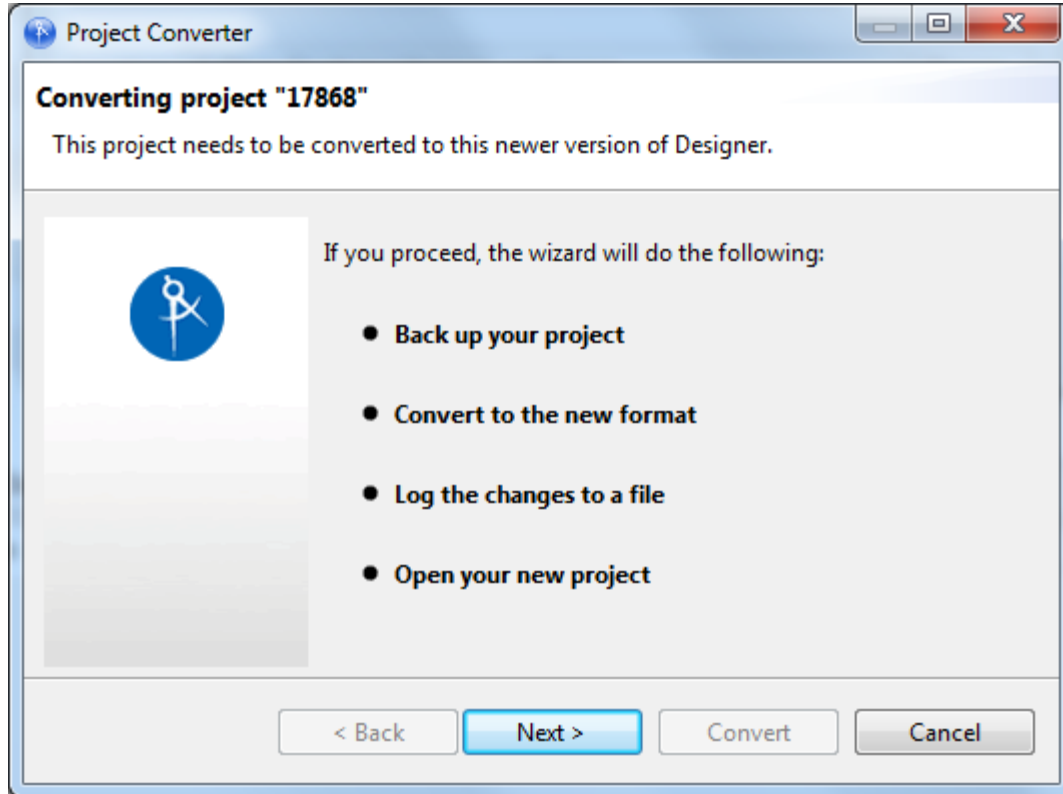 Project Converter
Converting project "17868"
This project needs to be converted to this newer version of Designer.
If you proceed, the wizard will do the following:
Back up your project
Convert to the new format
Log the changes to a file
Open your new project
< Back Next > Convert Cancel